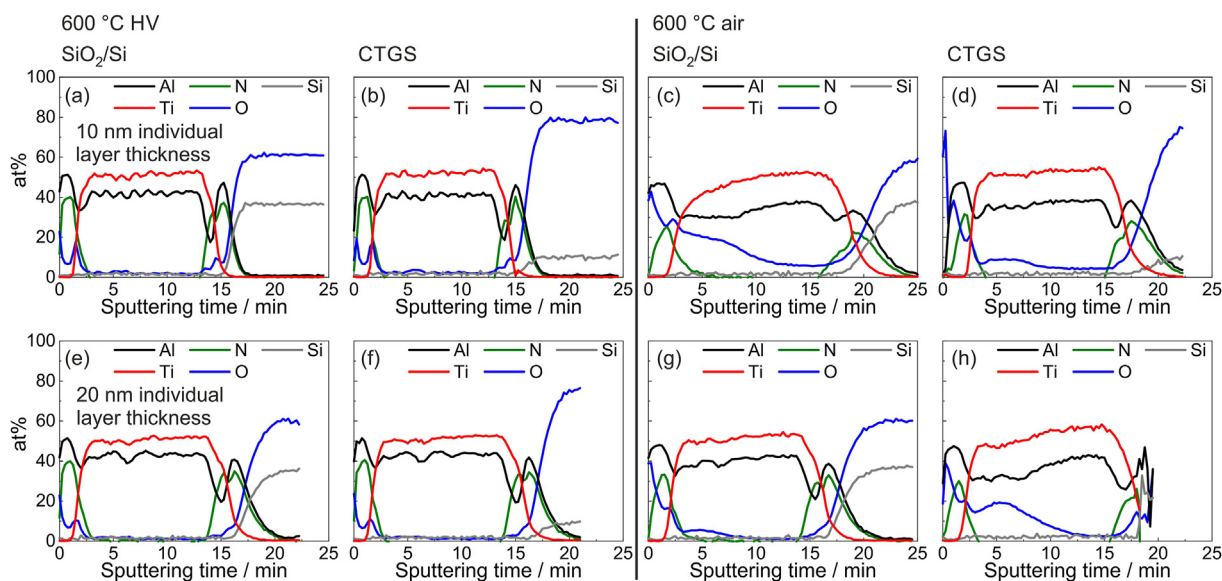 600 °C HV
600 °C air
SiO2/Si
CTGS
SiO2/Si
CTGS
100
80
60
40
20
0
at%
(a)
Al
N
Si
Ti
O
10 nm individual
layer thickness
0 5 10 15 20 25
Sputtering time / min
(b)
Al
N
Si
Ti
O
0 5 10 15 20 25
Sputtering time / min
(c)
Al
N
Si
Ti
O
0 5 10 15 20 25
Sputtering time / min
(d)
Al
N
Si
Ti
O
0 5 10 15 20 25
Sputtering time / min
100
80
60
40
20
0
at%
(e)
Al
N
Si
Ti
O
20 nm individual
layer thickness
0 5 10 15 20 25
Sputtering time / min
(f)
Al
N
Si
Ti
O
0 5 10 15 20 25
Sputtering time / min
(g)
Al
N
Si
Ti
O
0 5 10 15 20 25
Sputtering time / min
(h)
Al
N
Si
Ti
O
0 5 10 15 20 25
Sputtering time / min